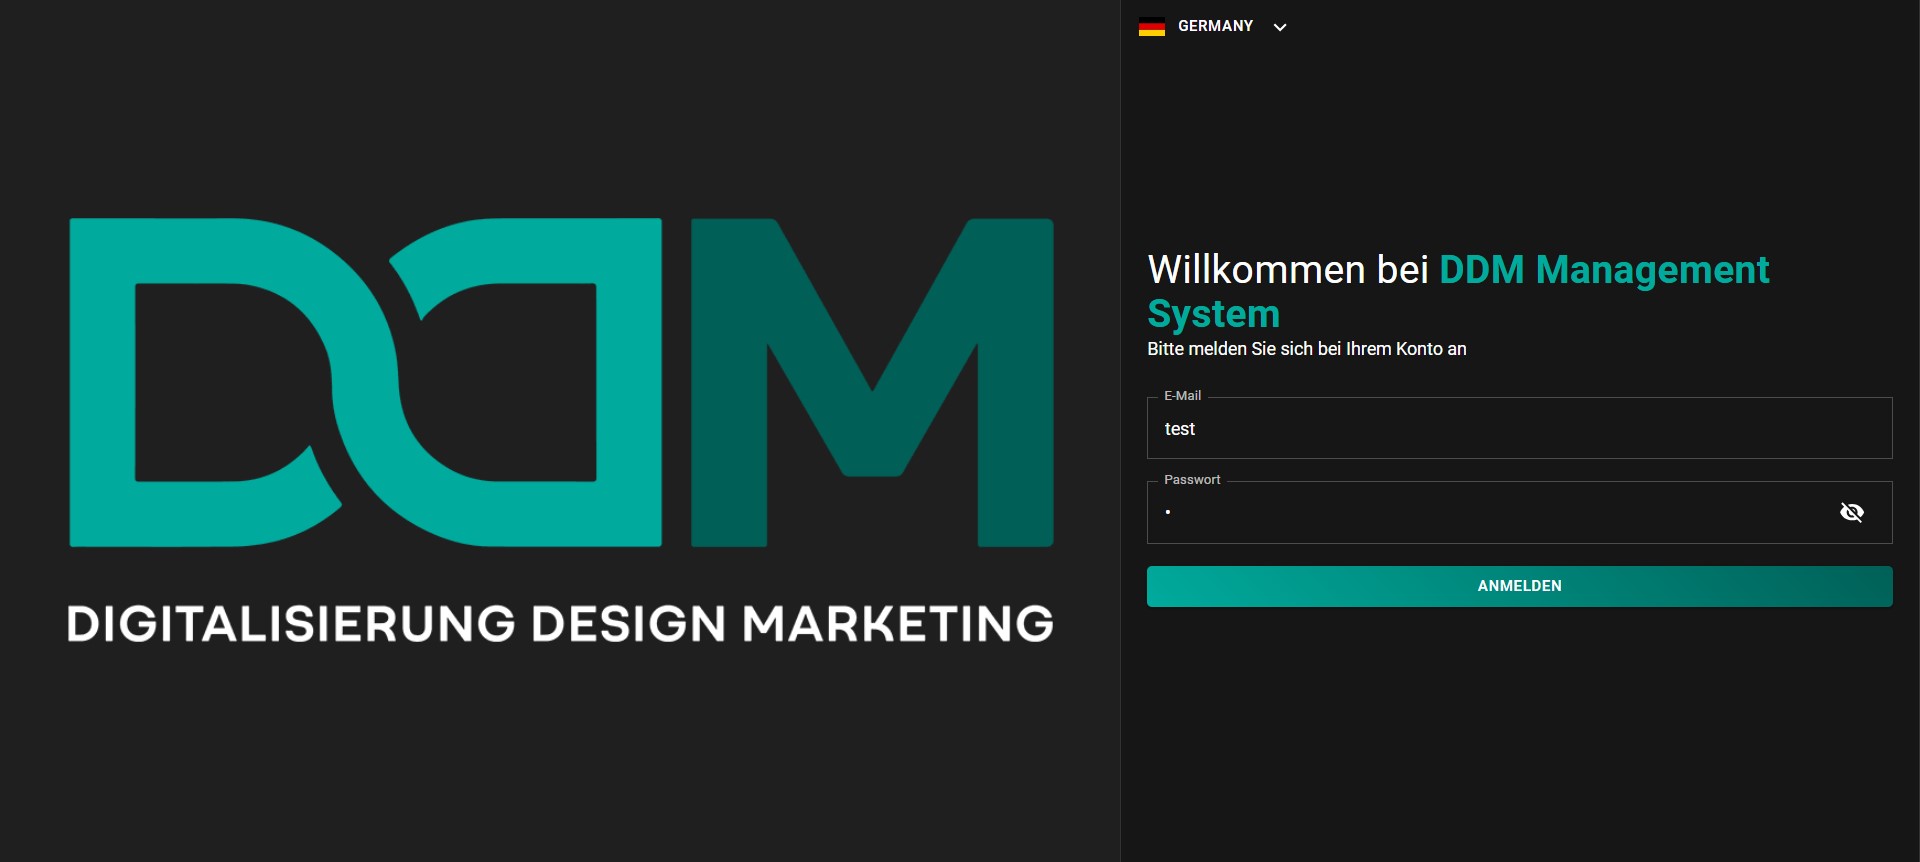 DDM
DIGITALISIERUNG DESIGN MARKETING
GERMANY
Willkommen bei DDM Management
System
Bitte melden Sie sich bei Ihrem Konto an
E-Mail
test
Passwort
•
ANMELDEN